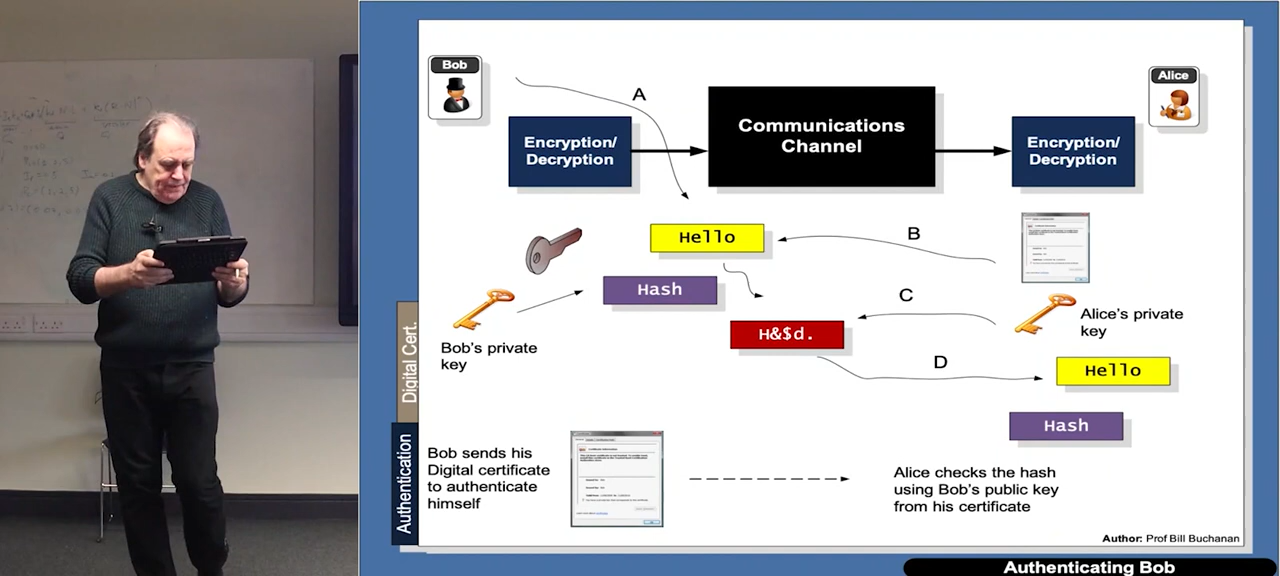 Bob
A
Alice
Encryption/
Decryption
Communications
Channel
Encryption/
Decryption
Hello
B
Hash
C
Bob's private
key
H&$d.
Alice's private
key
D
Hello
Hash
Digital Cert.
Authentication
Bob sends his
Digital certificate
to authenticate
himself
Alice checks the hash
using Bob's public key
from his certificate
Author: Prof Bill Buchanan
Authenticating Bob